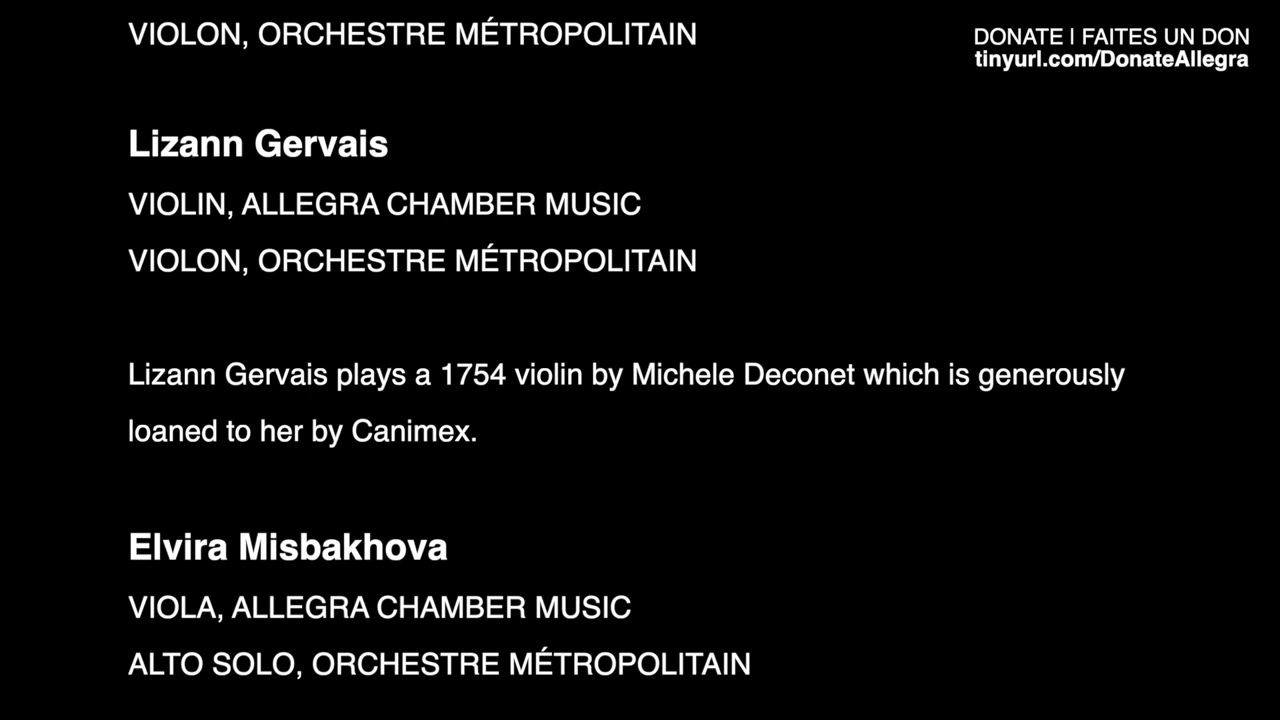 VIOLON, ORCHESTRE MÉTROPOLITAIN
DONATE | FAITES UN DON
tinyurl.com/DonateAllegra
Lizann Gervais
VIOLIN, ALLEGRA CHAMBER MUSIC
VIOLON, ORCHESTRE MÉTROPOLITAIN
Lizann Gervais plays a 1754 violin by Michele Deconet which is generously
loaned to her by Canimex.
Elvira Misbakhova
VIOLA, ALLEGRA CHAMBER MUSIC
ALTO SOLO, ORCHESTRE MÉTROPOLITAIN